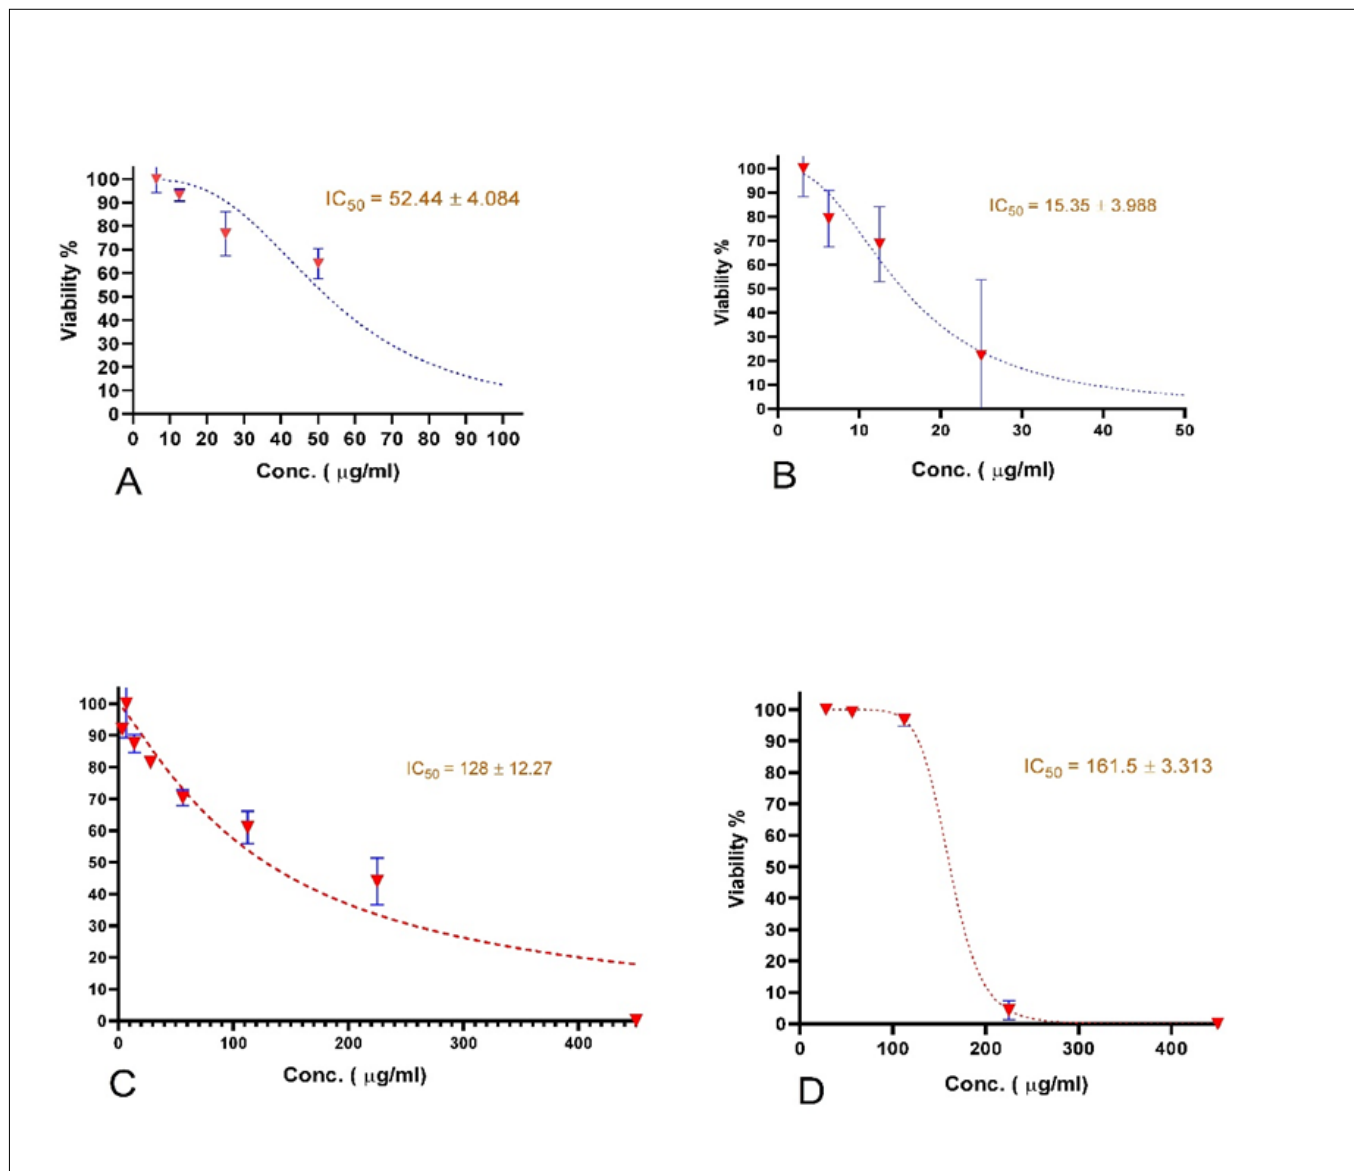 IC50 = 52.44 ± 4.084
Viability %
100
90
80
70
60
50
40
30
20
10
0
0 10 20 30 40 50 60 70 80 90 100
Conc. ( µg/ml)
A
IC50 = 15.35 ± 3.988
Viability %
100
90
80
70
60
50
40
30
20
10
0
0 10 20 30 40 50
Conc. ( µg/ml)
B
IC50 = 128 ± 12.27
100
90
80
70
60
50
40
30
20
10
0
0 100 200 300 400
Conc. ( µg/ml)
C
IC50 = 161.5 ± 3.313
Viability %
100
90
80
70
60
50
40
30
20
10
0
0 100 200 300 400
Conc. ( µg/ml)
D